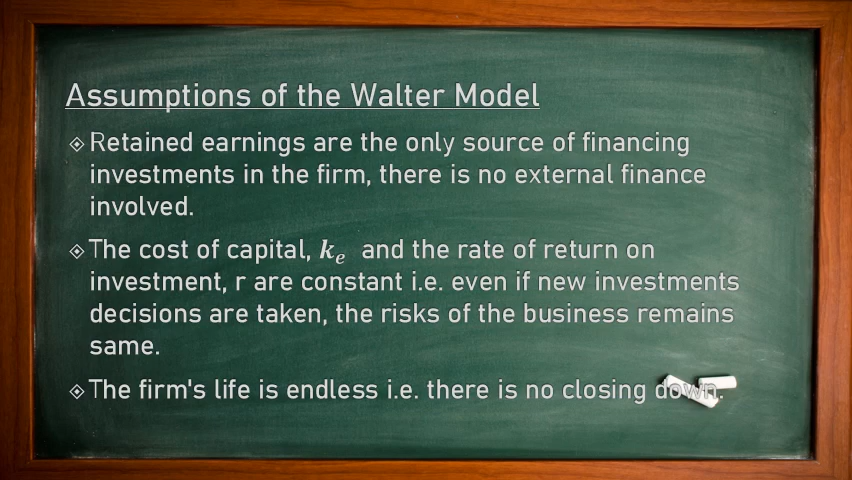 Assumptions of the Walter Model
Retained earnings are the only source of financing
investments in the firm, there is no external finance
involved.
The cost of capital, kₑ and the rate of return on
investment, r are constant i.e. even if new investments
decisions are taken, the risks of the business remains
same.
The firm's life is endless i.e. there is no closing down.